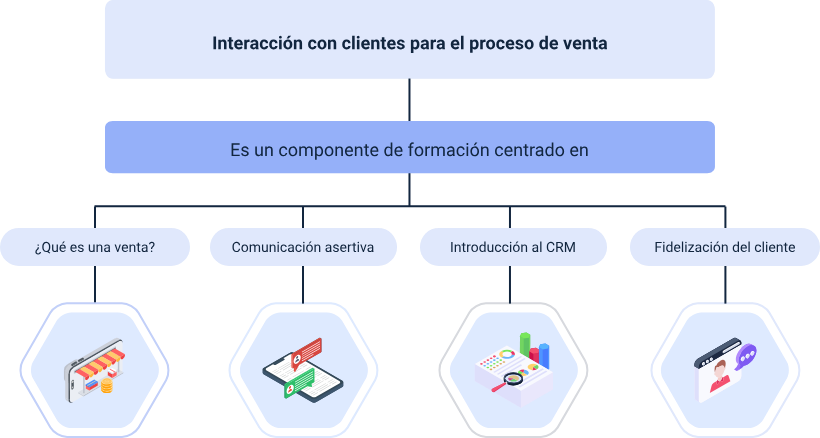 Interacción con clientes para el proceso de venta
Es un componente de formación centrado en
¿Qué es una venta?
Comunicación asertiva
Introducción al CRM
Fidelización del cliente